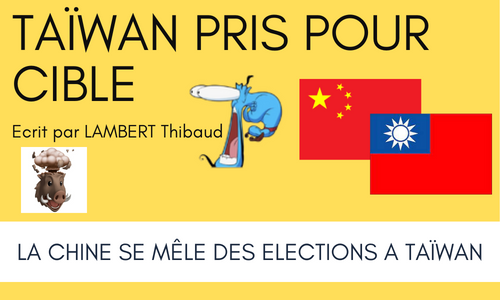 TAÏWAN PRIS POUR
CIBLE
Ecrit par LAMBERT Thibaud
LA CHINE SE MÊLE DES ELECTIONS A TAÏWAN